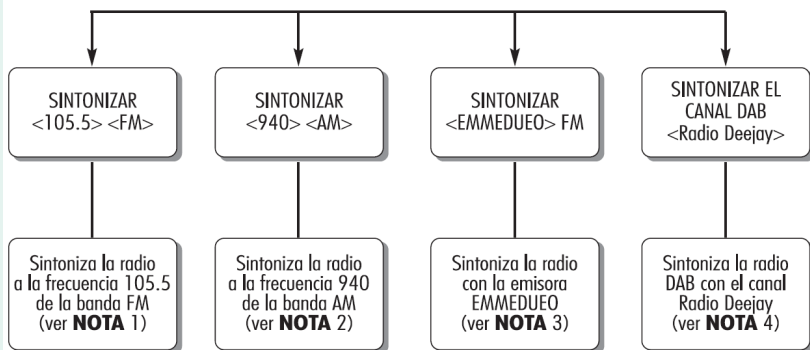 SINTONIZAR
<105.5> <FM>
SINTONIZAR
<940> <AM>
SINTONIZAR
<EMMEDUEO> FM
SINTONIZAR EL
CANAL DAB
<Radio Deejay>
Sintoniza la radio
a la frecuencia 105.5
de la banda FM
(ver NOTA 1)
Sintoniza la radio
a la frecuencia 940
de la banda AM
(ver NOTA 2)
Sintoniza la radio
con la emisora
EMMEDUEO
(ver NOTA 3)
Sintoniza la radio
DAB con el canal
Radio Deejay
(ver NOTA 4)